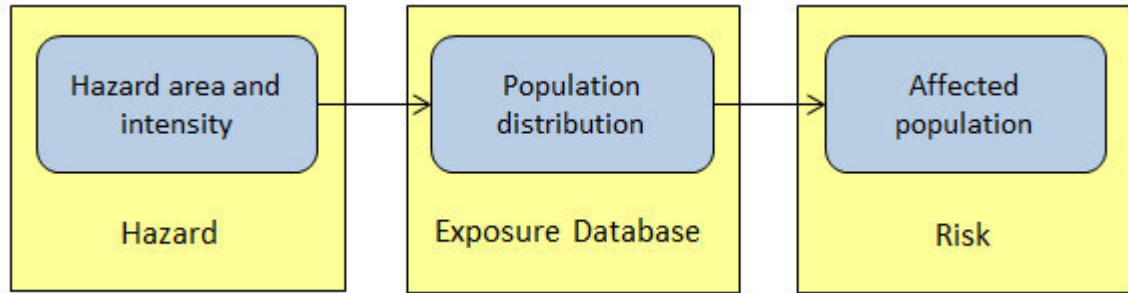 Hazard area and
intensity
Hazard
Population
distribution
Exposure Database
Affected
population
Risk